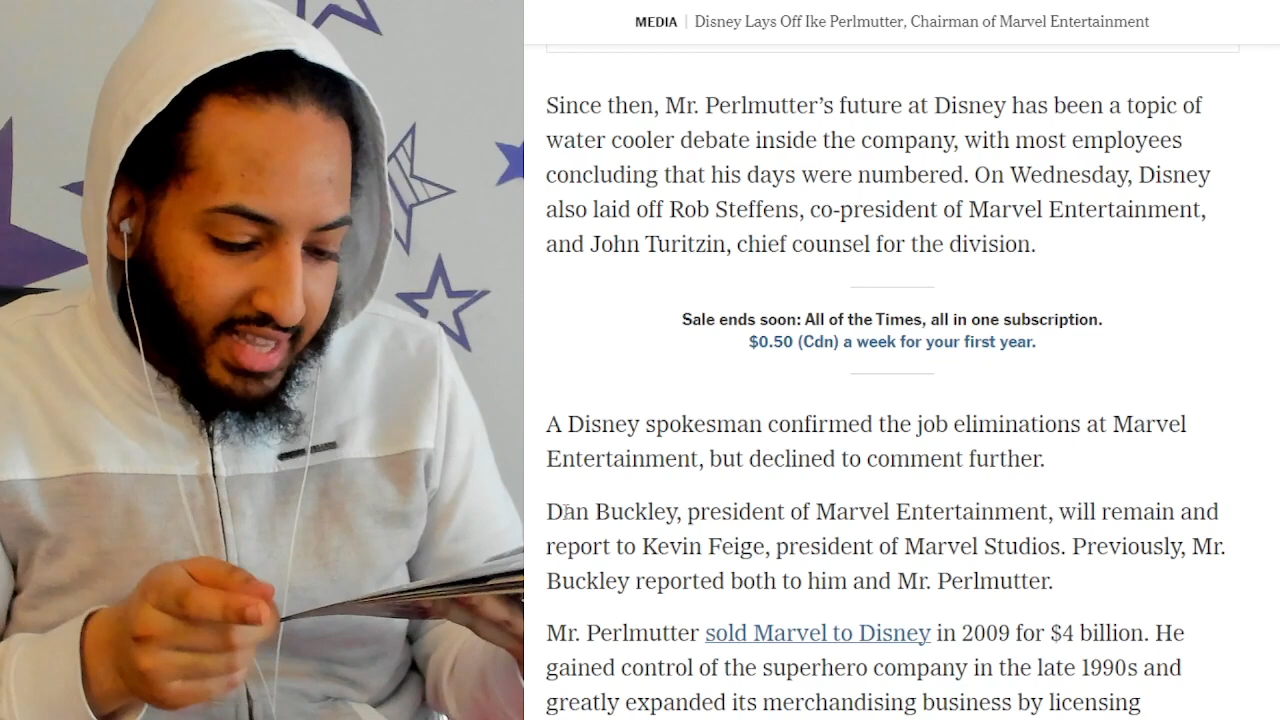 MEDIA | Disney Lays Off Ike Perlmutter, Chairman of Marvel Entertainment
Since then, Mr. Perlmutter’s future at Disney has been a topic of
water cooler debate inside the company, with most employees
concluding that his days were numbered. On Wednesday, Disney
also laid off Rob Steffens, co-president of Marvel Entertainment,
and John Turitzin, chief counsel for the division.
Sale ends soon: All of the Times, all in one subscription.
$0.50 (Cdn) a week for your first year.
A Disney spokesman confirmed the job eliminations at Marvel
Entertainment, but declined to comment further.
Dan Buckley, president of Marvel Entertainment, will remain and
report to Kevin Feige, president of Marvel Studios. Previously, Mr.
Buckley reported both to him and Mr. Perlmutter.
Mr. Perlmutter sold Marvel to Disney in 2009 for $4 billion. He
gained control of the superhero company in the late 1990s and
greatly expanded its merchandising business by licensing